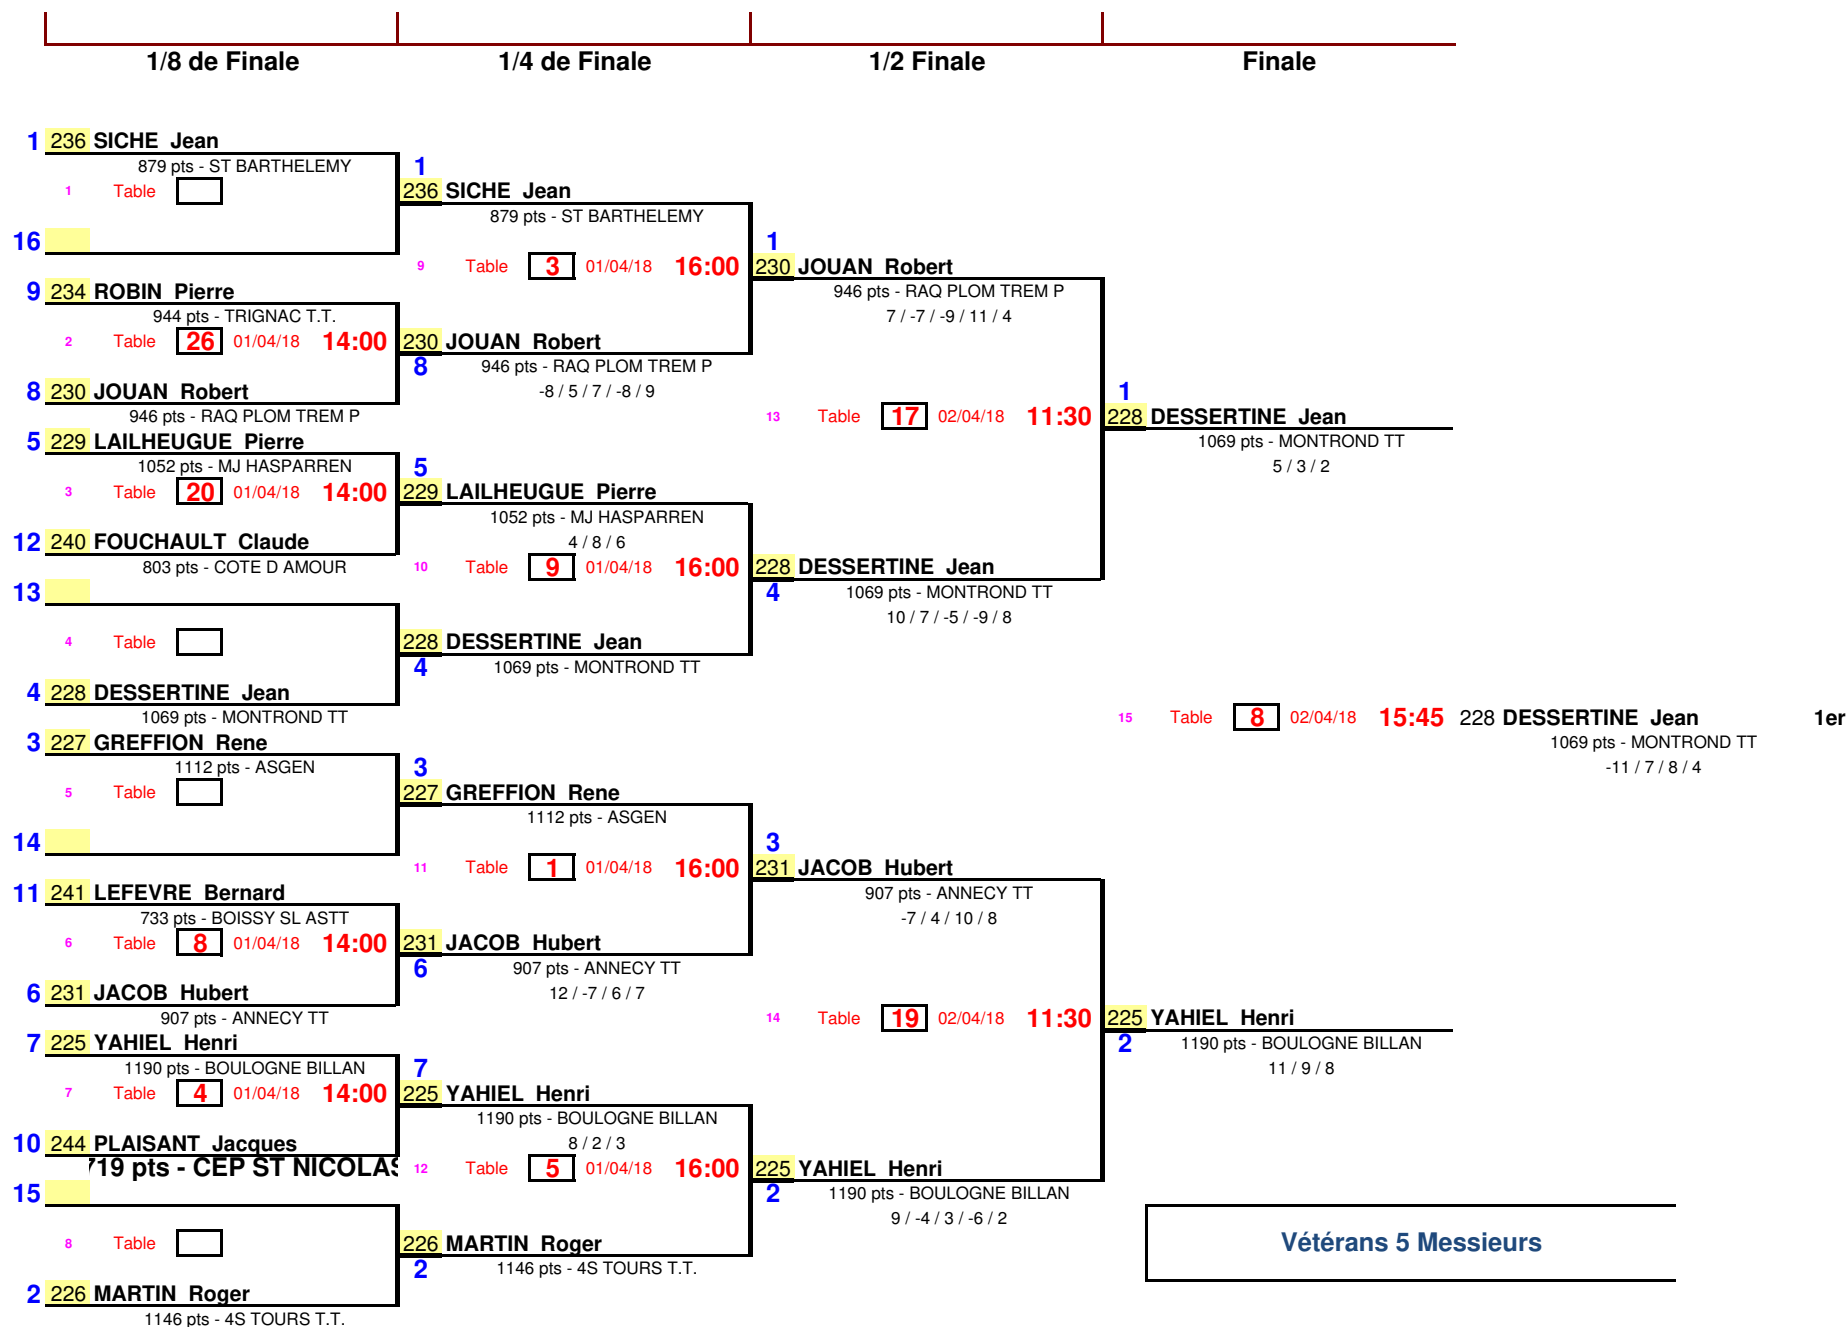 1/8 de Finale 1/4 de Finale 1/2 Finale Finale
1 236 SICHE Jean
879 pts - ST BARTHELEMY
1 Table
16
9 234 ROBIN Pierre
944 pts - TRIGNAC T.T.
2 Table 26 01/04/18 14:00
8 230 JOUAN Robert
946 pts - RAQ PLOM TREM P
5 229 LAILHEUGUE Pierre
1052 pts - MJ HASPARREN
3 Table 20 01/04/18 14:00
12 240 FOUCHAULT Claude
803 pts - COTE D AMOUR
13
4 Table
4 228 DESSERTINE Jean
1069 pts - MONTROND TT
3 227 GREFFION Rene
1112 pts - ASGEN
5 Table
14
11 241 LEFEVRE Bernard
733 pts - BOISSY SL ASTT
6 Table 8 01/04/18 14:00
6 231 JACOB Hubert
907 pts - ANNECY TT
7 225 YAHIEL Henri
1190 pts - BOULOGNE BILLAN
7 Table 4 01/04/18 14:00
10 244 PLAISANT Jacques
719 pts - CEP ST NICOLAS
15
8 Table
2 226 MARTIN Roger
1146 pts - 4S TOURS T.T.
1
236 SICHE Jean
879 pts - ST BARTHELEMY
9 Table 3 01/04/18 16:00
230 JOUAN Robert
8
946 pts - RAQ PLOM TREM P
-8 / 5 / 7 / -8 / 9
5
229 LAILHEUGUE Pierre
1052 pts - MJ HASPARREN
4 / 8 / 6
10 Table 9 01/04/18 16:00
228 DESSERTINE Jean
4
1069 pts - MONTROND TT
3
227 GREFFION Rene
1112 pts - ASGEN
11 Table 1 01/04/18 16:00
231 JACOB Hubert
6
907 pts - ANNECY TT
12 / -7 / 6 / 7
7
225 YAHIEL Henri
1190 pts - BOULOGNE BILLAN
8 / 2 / 3
12 Table 5 01/04/18 16:00
226 MARTIN Roger
2
1146 pts - 4S TOURS T.T.
1
230 JOUAN Robert
946 pts - RAQ PLOM TREM P
7 / -7 / -9 / 11 / 4
13 Table 17 02/04/18 11:30
228 DESSERTINE Jean
4
1069 pts - MONTROND TT
10 / 7 / -5 / -9 / 8
3
231 JACOB Hubert
907 pts - ANNECY TT
-7 / 4 / 10 / 8
14 Table 19 02/04/18 11:30
225 YAHIEL Henri
2
1190 pts - BOULOGNE BILLAN
9 / -4 / 3 / -6 / 2
1
228 DESSERTINE Jean
1069 pts - MONTROND TT
5 / 3 / 2
15 Table 8 02/04/18 15:45 228 DESSERTINE Jean 1er
1069 pts - MONTROND TT
-11 / 7 / 8 / 4
225 YAHIEL Henri
2
1190 pts - BOULOGNE BILLAN
11 / 9 / 8
Vétérans 5 Messieurs